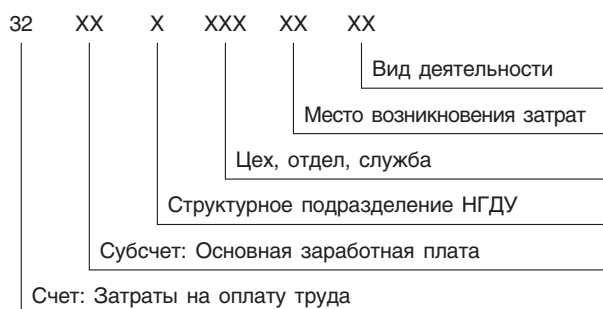 32 XX X XXX XX XX
Вид деятельности
Место возникновения затрат
Цех, отдел, служба
Структурное подразделение НГДУ
Субсчет: Основная заработная плата
Счет: Затраты на оплату труда